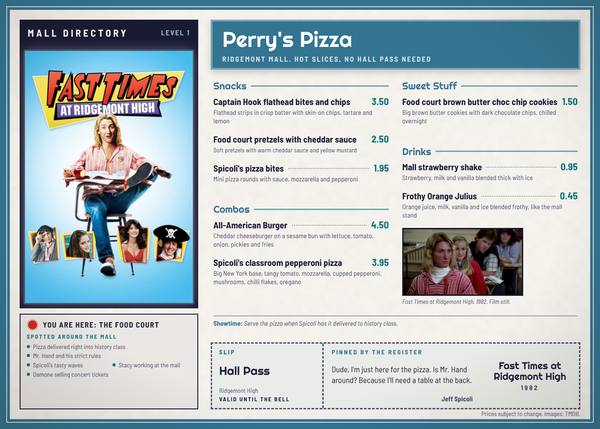 MALL DIRECTORY
LEVEL 1
FAST TIMES
AT RIDGEMONT HIGH
YOU ARE HERE: THE FOOD COURT
SPOTTED AROUND THE MALL
Pizza delivered right into history class
Mr. Hand and his strict rules
Spicoli's tasty waves
Stacy working at the mall
Damone selling concert tickets
Perry's Pizza
RIDGEMONT MALL. HOT SLICES, NO HALL PASS NEEDED
Snacks
Captain Hook flathead bites and chips 3.50
Flathead strips in crisp batter with skin-on chips, tartare and
lemon
Food court pretzels with cheddar sauce 2.50
Soft pretzels with warm cheddar sauce and yellow mustard
Spicoli's pizza bites 1.95
Mini pizza rounds with sauce, mozzarella and pepperoni
Combos
All-American Burger 4.50
Cheddar cheeseburger on a sesame bun with lettuce, tomato,
onion, pickles and fries
Spicoli's classroom pepperoni pizza 3.95
Big New York base, tangy tomato, mozzarella, cupped pepperoni,
mushrooms, chilli flakes, oregano
Sweet Stuff
Food court brown butter choc chip cookies 1.50
Big brown butter cookies with dark chocolate chips, chilled
overnight
Drinks
Mall strawberry shake 0.95
Strawberry, milk and vanilla blended thick with ice
Frothy Orange Julius 0.45
Orange juice, milk, vanilla and ice blended frothy, like the mall
stand
Fast Times at Ridgemont High. 1982. Film still.
Showtime: Serve the pizza when Spicoli has it delivered to history class.
SLIP
Hall Pass
Ridgemont High
VALID UNTIL THE BELL
PINNED BY THE REGISTER
Dude, I'm just here for the pizza. Is Mr. Hand
around? Because I'll need a table at the back.
Jeff Spicoli
Fast Times at
Ridgemont High
1982
Prices subject to change. Images: TMDB.